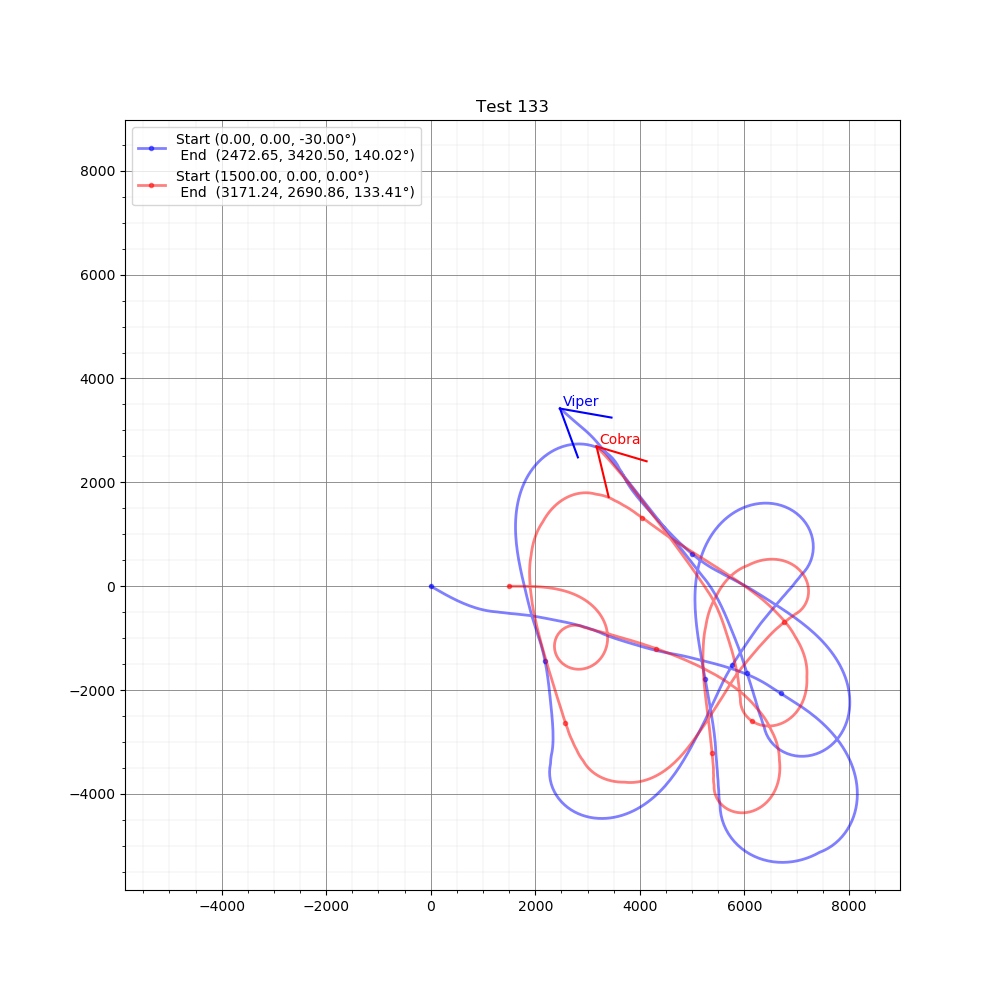 Test 133
Start (0.00, 0.00, -30.00°)
End (2472.65, 3420.50, 140.02°)
Start (1500.00, 0.00, 0.00°)
End (3171.24, 2690.86, 133.41°)
8000
6000
4000
2000
0
−2000
−4000
Viper
Cobra
−4000 −2000 0 2000 4000 6000 8000